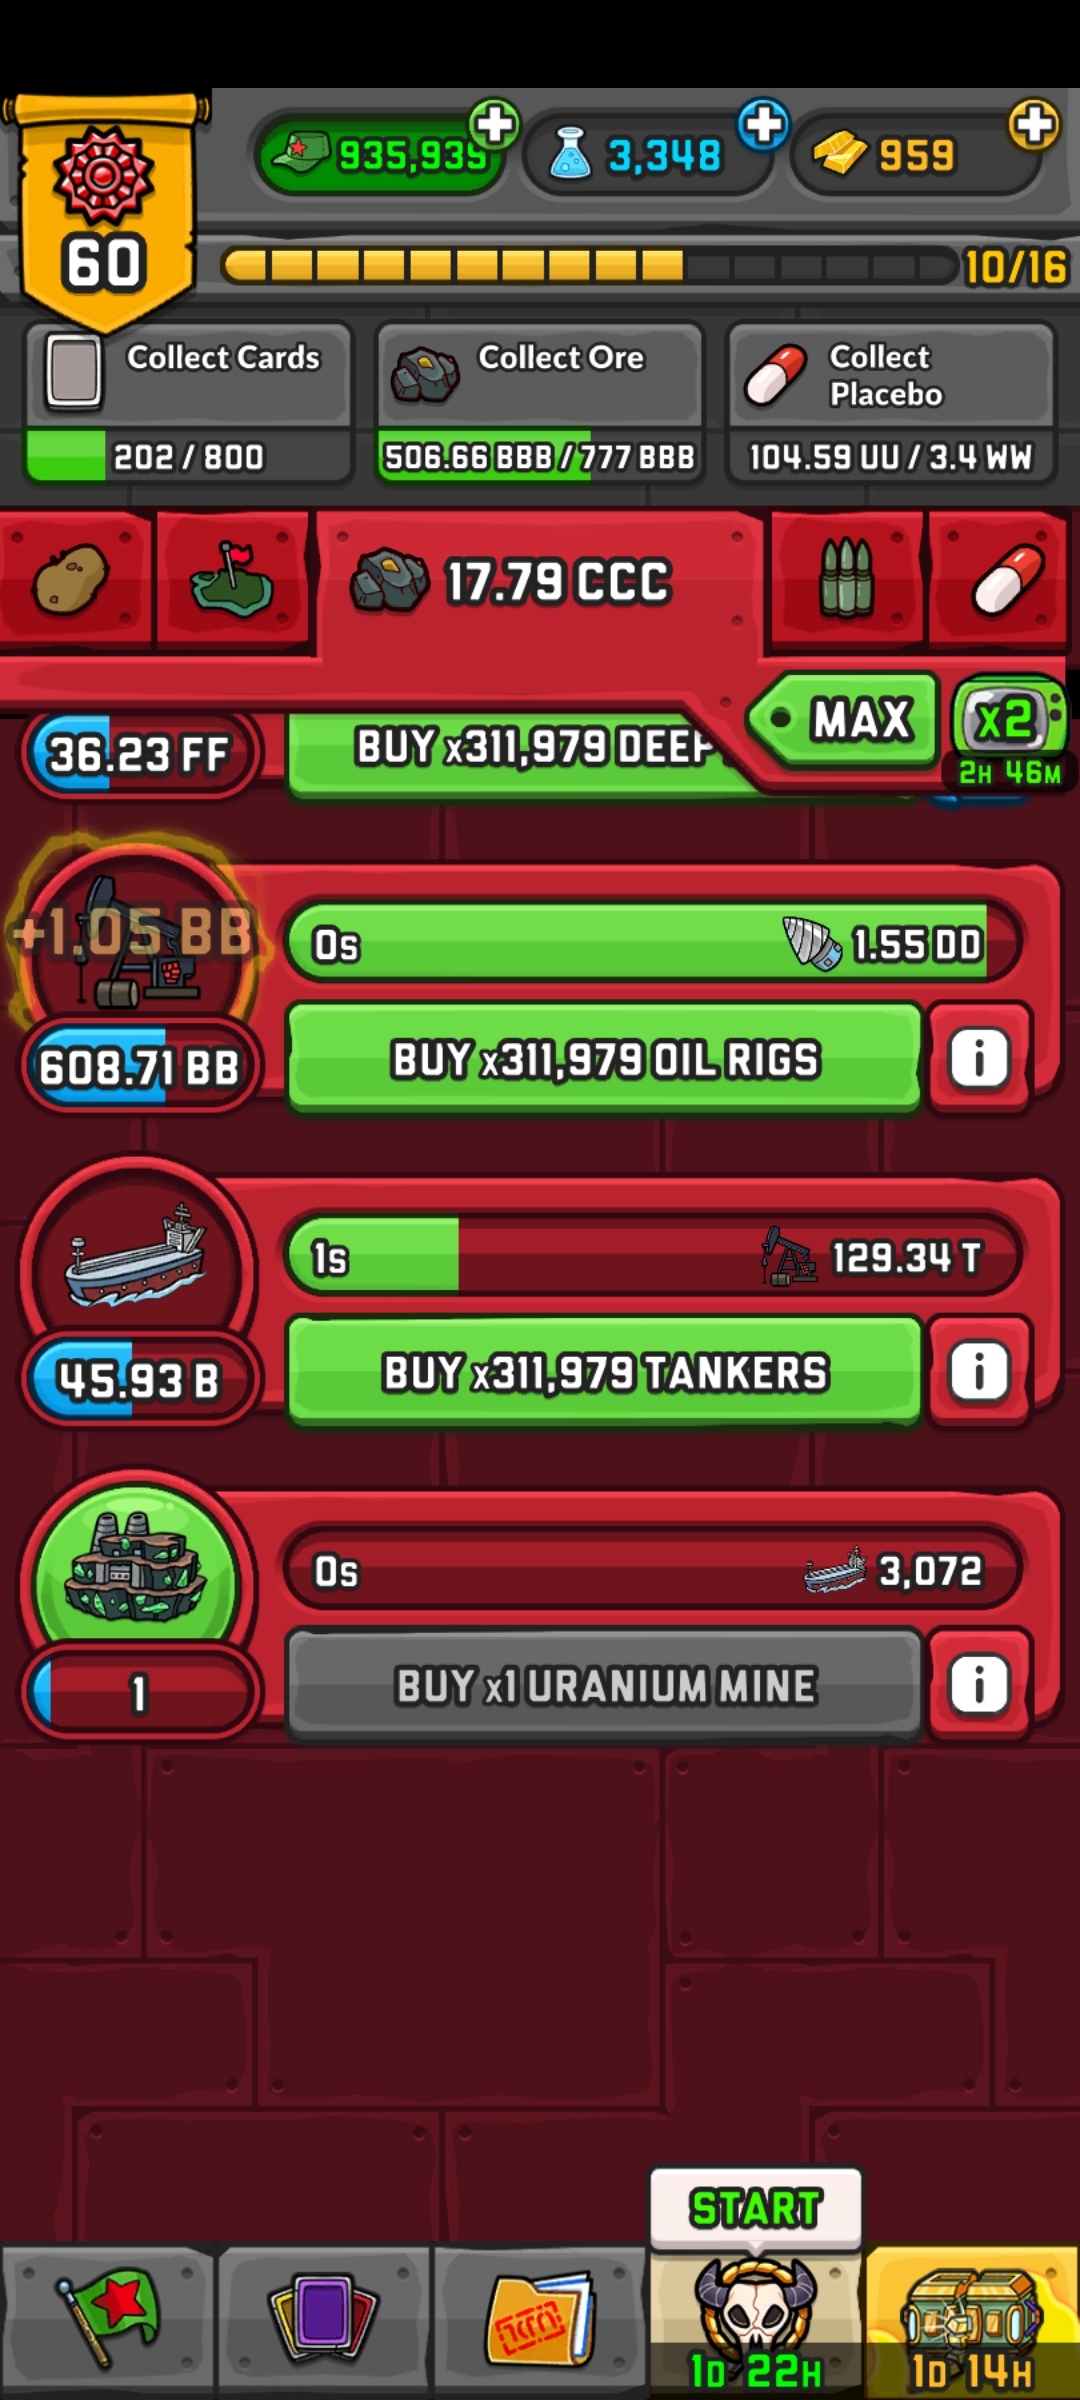 935,939
3,348
959
60
10/16
Collect Cards
202 / 800
Collect Ore
506.66 BBB / 777 BBB
Collect
Placebo
104.59 UU / 3.4 WW
17.79 CCC
MAX
x2
2H 46M
36.23 FF
BUY x311,979 DEEP
+1.05 BB
0s
1.55 DD
608.71 BB
BUY x311,979 OIL RIGS
i
1s
129.34 T
45.93 B
BUY x311,979 TANKERS
i
0s
3,072
1
BUY x1 URANIUM MINE
i
START
1D 22H
1D 14H